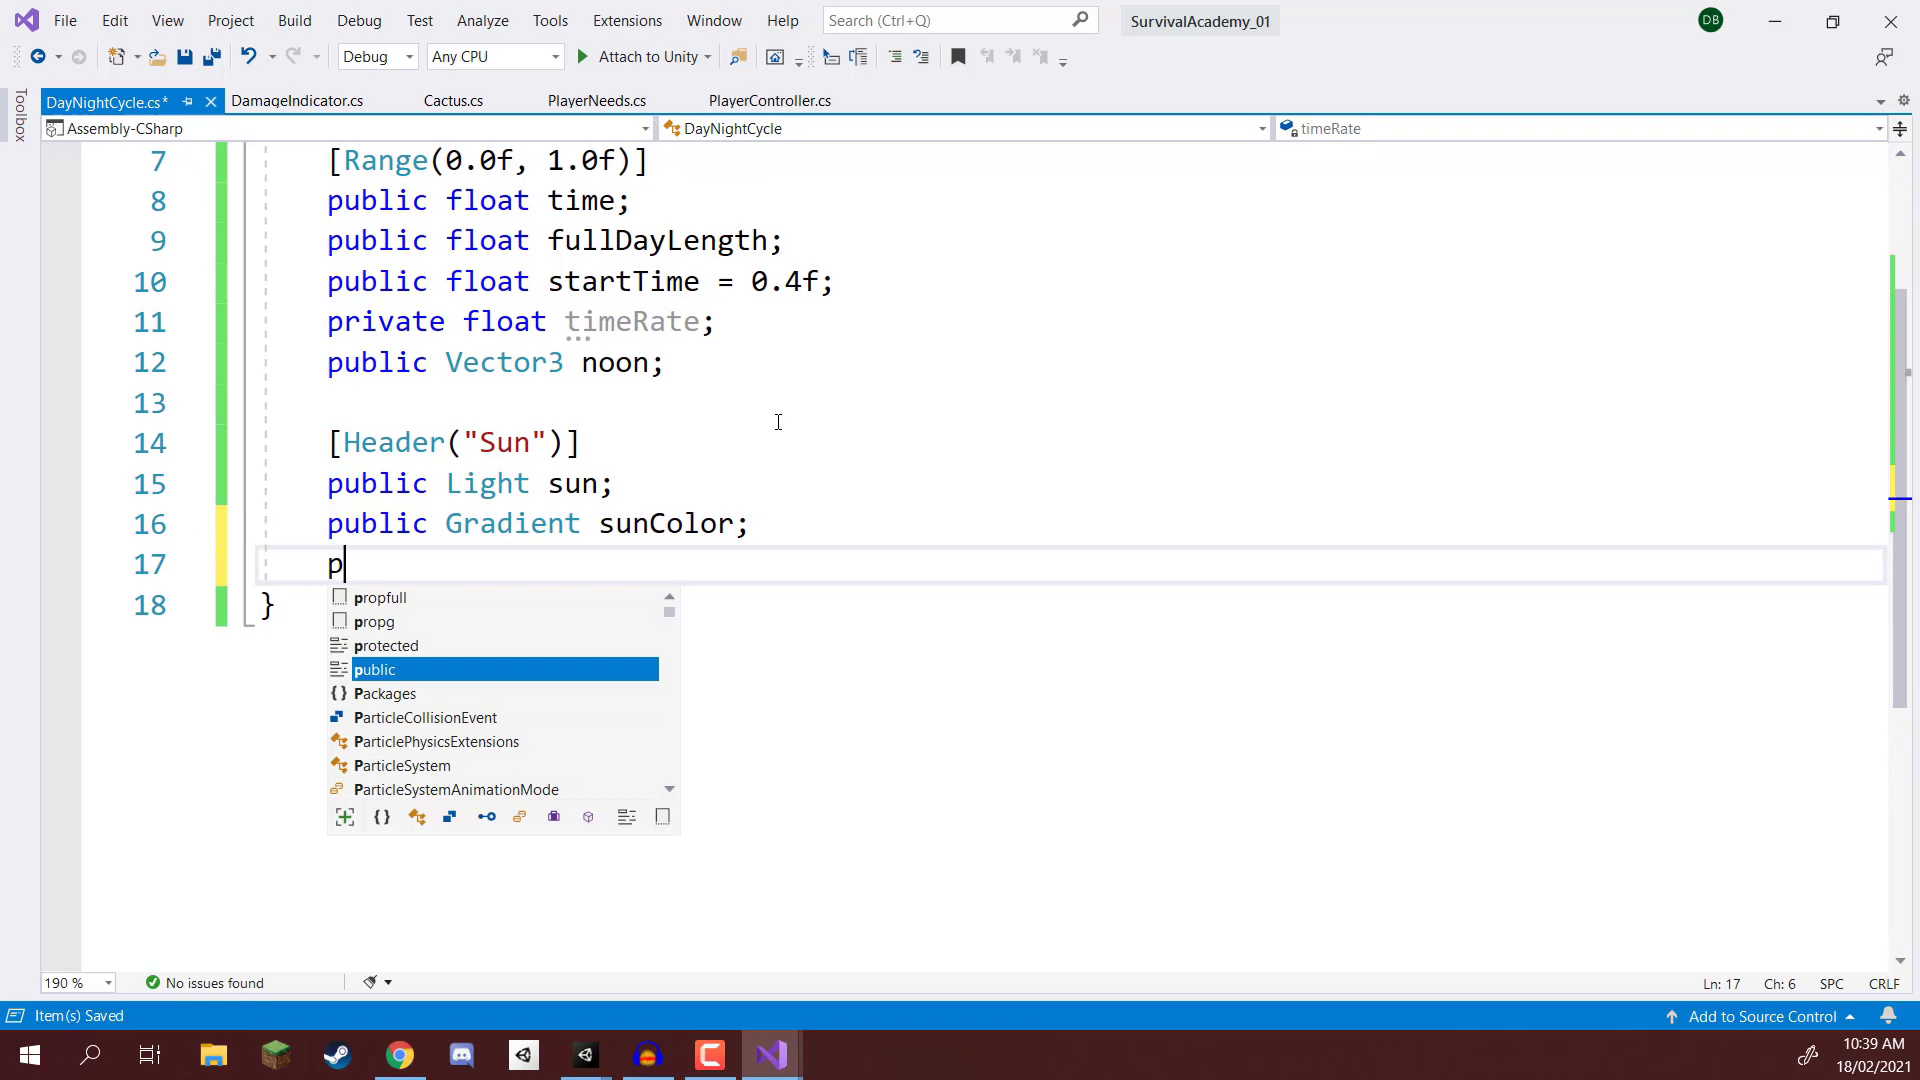 File Edit View Project Build Debug Test Analyze Tools Extensions Window Help Search (Ctrl+Q) SurvivalAcademy_01 DB
Debug Any CPU Attach to Unity
Toolbox
DayNightCycle.cs* DamageIndicator.cs Cactus.cs PlayerNeeds.cs PlayerController.cs
Assembly-CSharp DayNightCycle timeRate
7 [Range(0.0f, 1.0f)]
8 public float time;
9 public float fullDayLength;
10 public float startTime = 0.4f;
11 private float timeRate;
12 public Vector3 noon;
13
14 [Header("Sun")]
15 public Light sun;
16 public Gradient sunColor;
17 p
18 }
propfull
propg
protected
public
Packages
ParticleCollisionEvent
ParticlePhysicsExtensions
ParticleSystem
ParticleSystemAnimationMode
190 % No issues found Ln: 17 Ch: 6 SPC CRLF
Item(s) Saved Add to Source Control
10:39 AM
18/02/2021